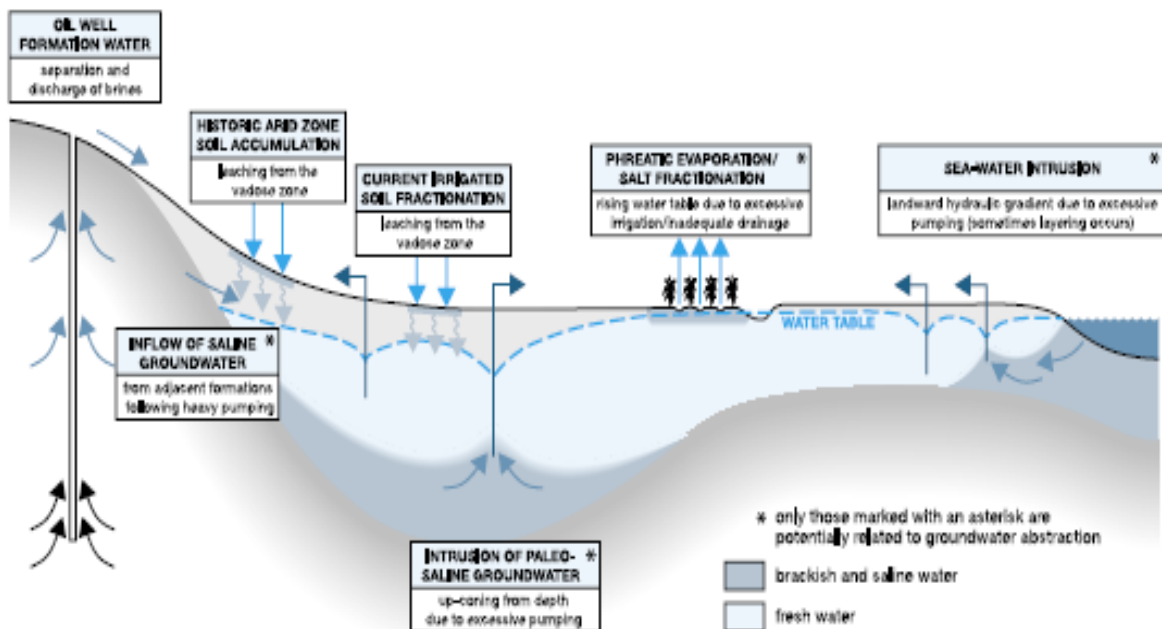 OIL WELL
FORMATION WATER
separation and
discharge of brines
HISTORIC ARID ZONE
SOIL ACCUMULATION
leaching from the
vadose zone
CURRENT IRRIGATED
SOIL FRACTIONATION
leaching from the
vadose zone
PHREATIC EVAPORATION/ *
SALT FRACTIONATION
rising water table due to excessive
irrigation/inadequate drainage
SEA-WATER INTRUSION *
landward hydraulic gradient due to excessive
pumping (sometimes layering occurs)
WATER TABLE
INFLOW OF SALINE *
GROUNDWATER
from adjacent formations
following heavy pumping
INTRUSION OF PALEO- *
SALINE GROUNDWATER
up-coning from depth
due to excessive pumping
* only those marked with an asterisk are
potentially related to groundwater abstraction
brackish and saline water
fresh water